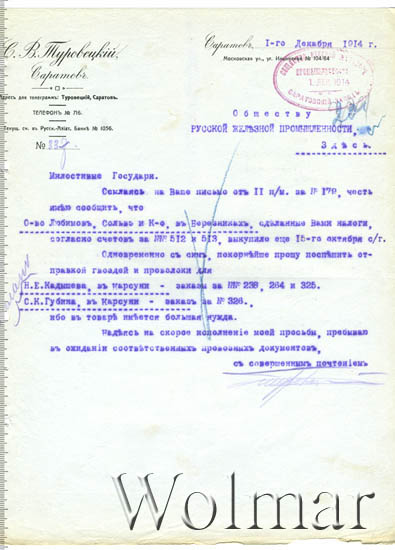 С. В. Туровецкій,
Саратовъ.
Адресъ для телеграммъ: Туровецкій, Саратовъ.
ТЕЛЕФОНЪ № 716.
Текущ. сч. въ Русск.-Азіат. Банкѣ № 1056.
№
Саратовъ, 1-го Декабря 1914 г.
Московская ул., уг. № 104/64
1 ДЕК 1914
Обществу
РУССКОЙ ЖЕЛѢЗНОЙ ПРОМЫШЛЕННОСТИ,
Здѣсь.
Милостивые Государи.
Ссылаясь на Ваше письмо отъ II п/м. за № 179, честь
имѣю сообщить, что
О-во Любимовъ, Сольвэ и К-о, въ Березникахъ, сдѣланные Вами налоги,
согласно счетовъ за №№ 512 и 513, выкупило еще 15-го октября с/г.
Одновременно съ симъ, покорнѣйше прошу поспѣшить от-
правкой гвоздей и проволоки для
Н.Е.Кадышева, въ Карсунъ - заказы за №№ 238, 264 и 325.
С.К.Губина, въ Карсунъ - заказъ за № 326.,
ибо въ товарѣ имѣется большая нужда.
Надѣясь на скорое исполненіе моей просьбы, пребываю
въ ожиданіи соотвѣтственныхъ провозныхъ документовъ,
съ совершеннымъ почтеніемъ
Wolmar